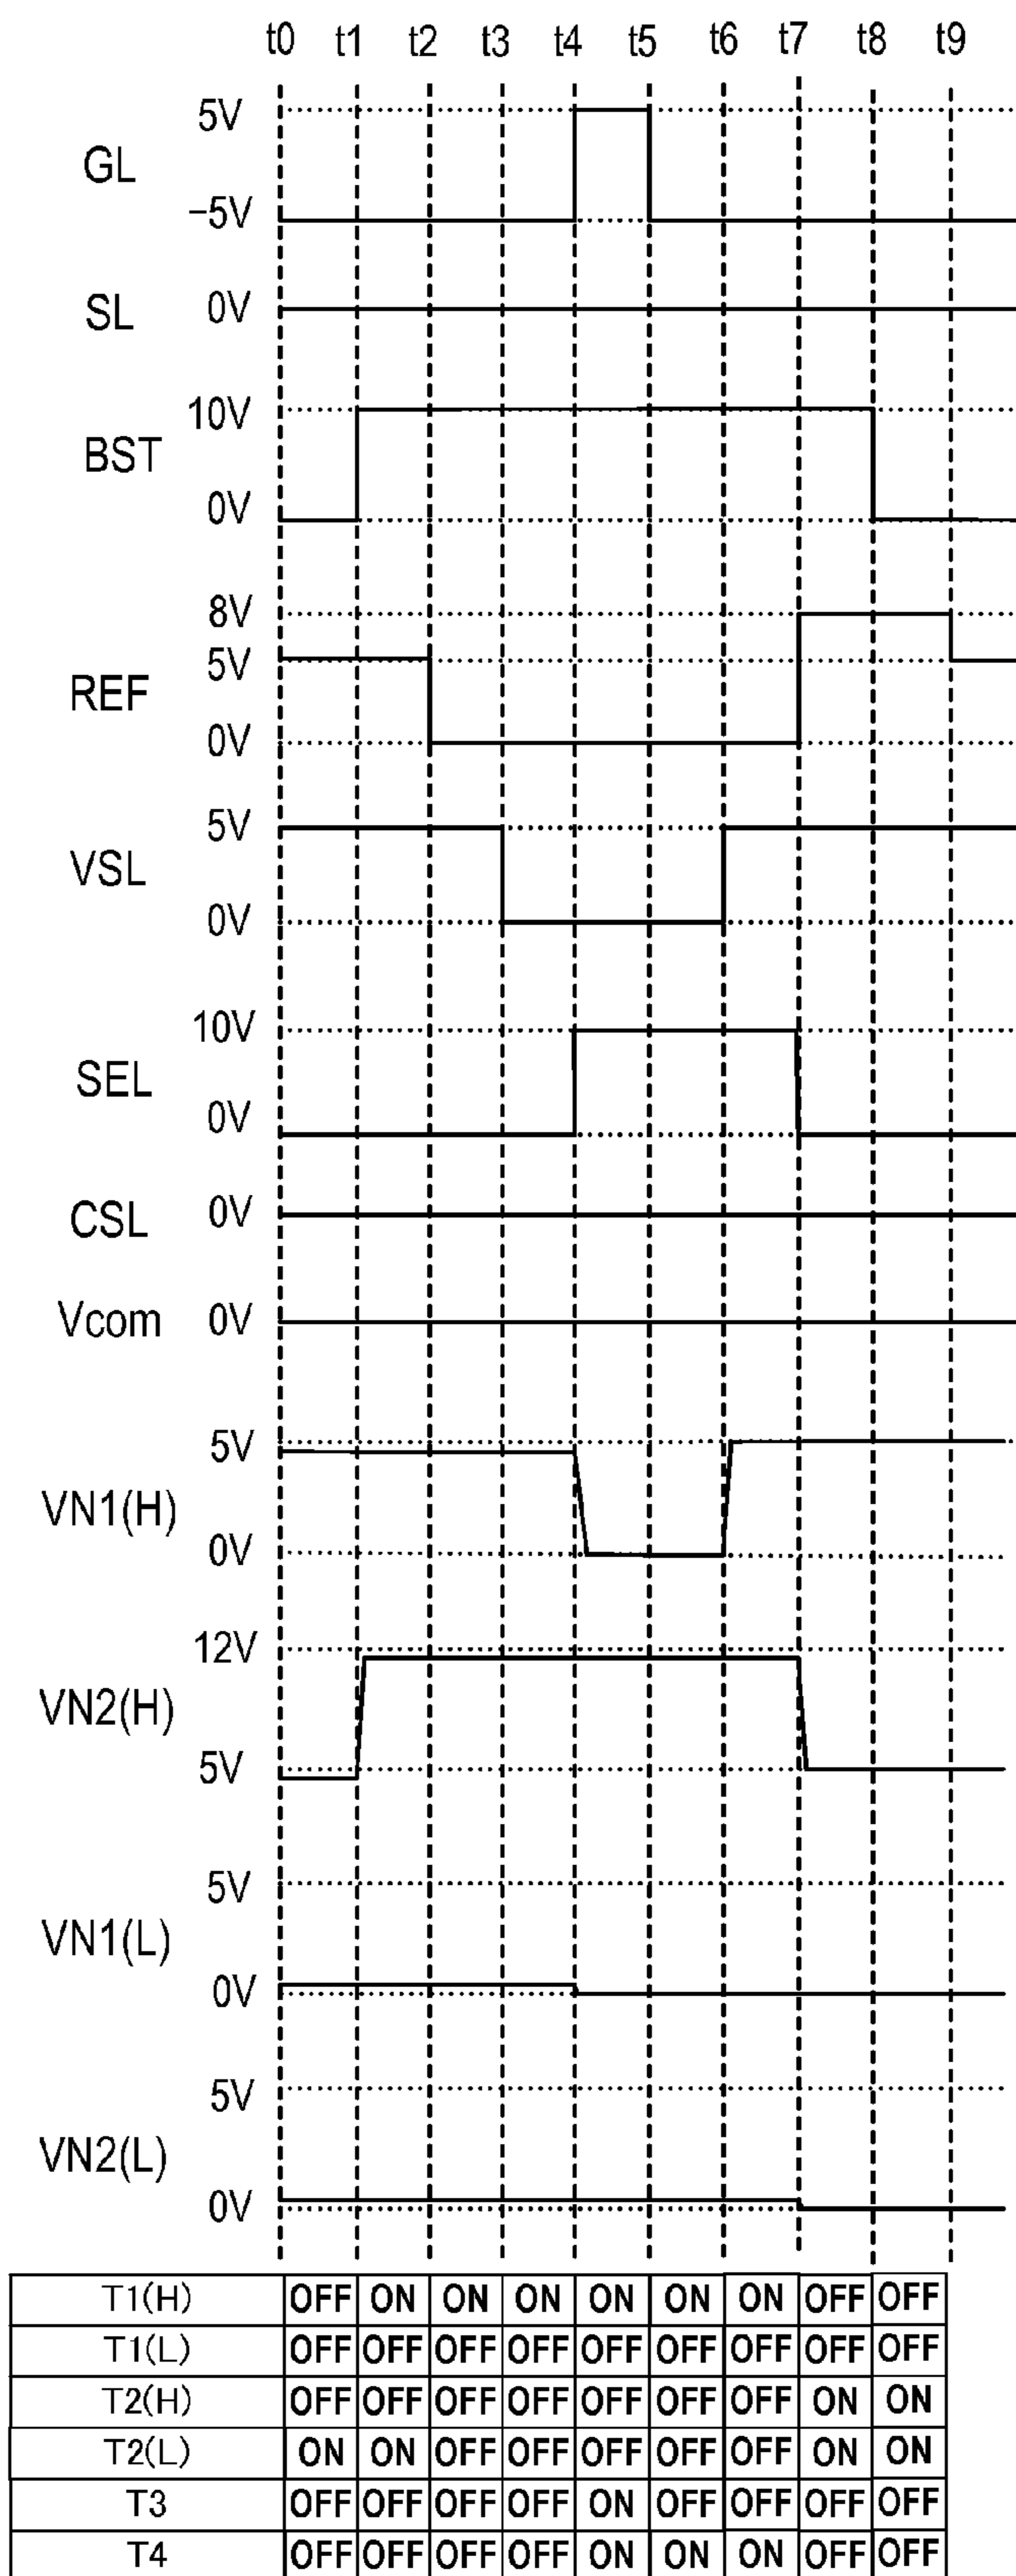 t0 t1 t2 t3 t4 t5 t6 t7 t8 t9
5V
GL
−5V
SL 0V
10V
BST
0V
8V
5V
REF
0V
5V
VSL
0V
10V
SEL
0V
CSL 0V
Vcom 0V
5V
VN1(H)
0V
12V
VN2(H)
5V
5V
VN1(L)
0V
5V
VN2(L)
0V
T1(H) OFF ON ON ON ON ON ON OFF OFF
T1(L) OFF OFF OFF OFF OFF OFF OFF OFF OFF
T2(H) OFF OFF OFF OFF OFF OFF OFF ON ON
T2(L) ON ON OFF OFF OFF OFF OFF ON ON
T3 OFF OFF OFF OFF ON OFF OFF OFF OFF
T4 OFF OFF OFF OFF ON ON ON OFF OFF